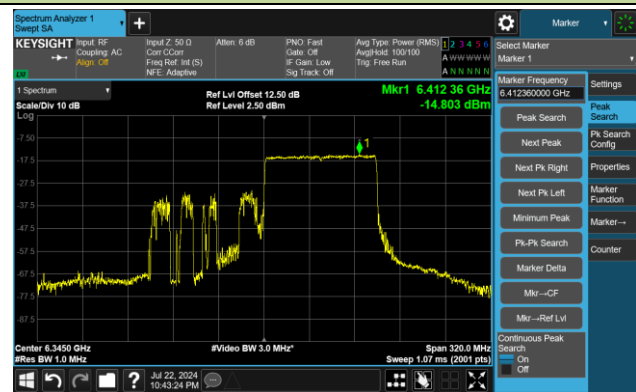 Spectrum Analyzer 1
Swept SA
Marker
KEYSIGHT
Input: RF
Coupling: AC
Align: Off
Input Z: 50 Ω
Corr CCorr
Freq Ref: Int (S)
NFE: Adaptive
Atten: 6 dB
PNO: Fast
Gate: Off
IF Gain: Low
Sig Track: Off
Avg Type: Power (RMS)
Avg|Hold: 100/100
Trig: Free Run
1 2 3 4 5 6
A W W W W W
A N N N N N
LXI
Select Marker
Marker 1
1 Spectrum
Scale/Div 10 dB
Log
Ref Lvl Offset 12.50 dB
Ref Level 2.50 dBm
Mkr1 6.412 36 GHz
-14.803 dBm
1
-7.50
-17.5
-27.5
-37.5
-47.5
-57.5
-67.5
-77.5
-87.5
Center 6.3450 GHz
#Res BW 1.0 MHz
#Video BW 3.0 MHz*
Span 320.0 MHz
Sweep 1.07 ms (2001 pts)
Marker Frequency
6.412360000 GHz
Peak Search
Next Peak
Next Pk Right
Next Pk Left
Minimum Peak
Pk-Pk Search
Marker Delta
Mkr→CF
Mkr→Ref Lvl
Continuous Peak
Search
On
Off
Settings
Peak
Search
Pk Search
Config
Properties
Marker
Function
Marker→
Counter
Jul 22, 2024
10:43:24 PM